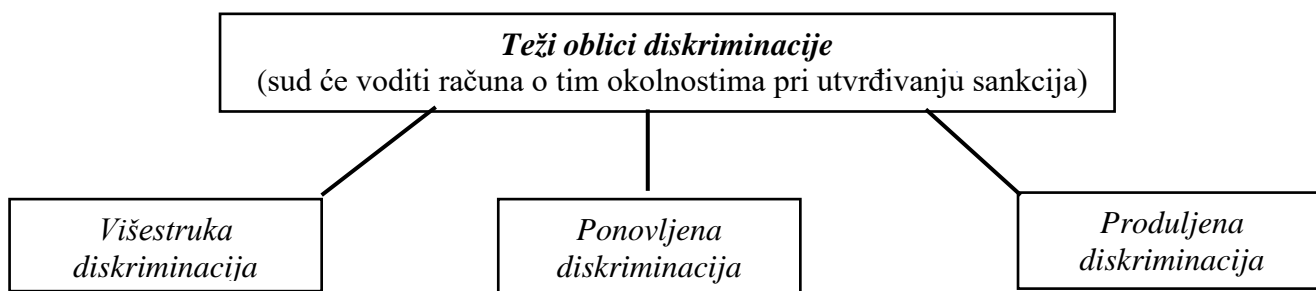 Teži oblici diskriminacije
(sud će voditi računa o tim okolnostima pri utvrđivanju sankcija)
Višestruka
diskriminacija
Ponovljena
diskriminacija
Produljena
diskriminacija